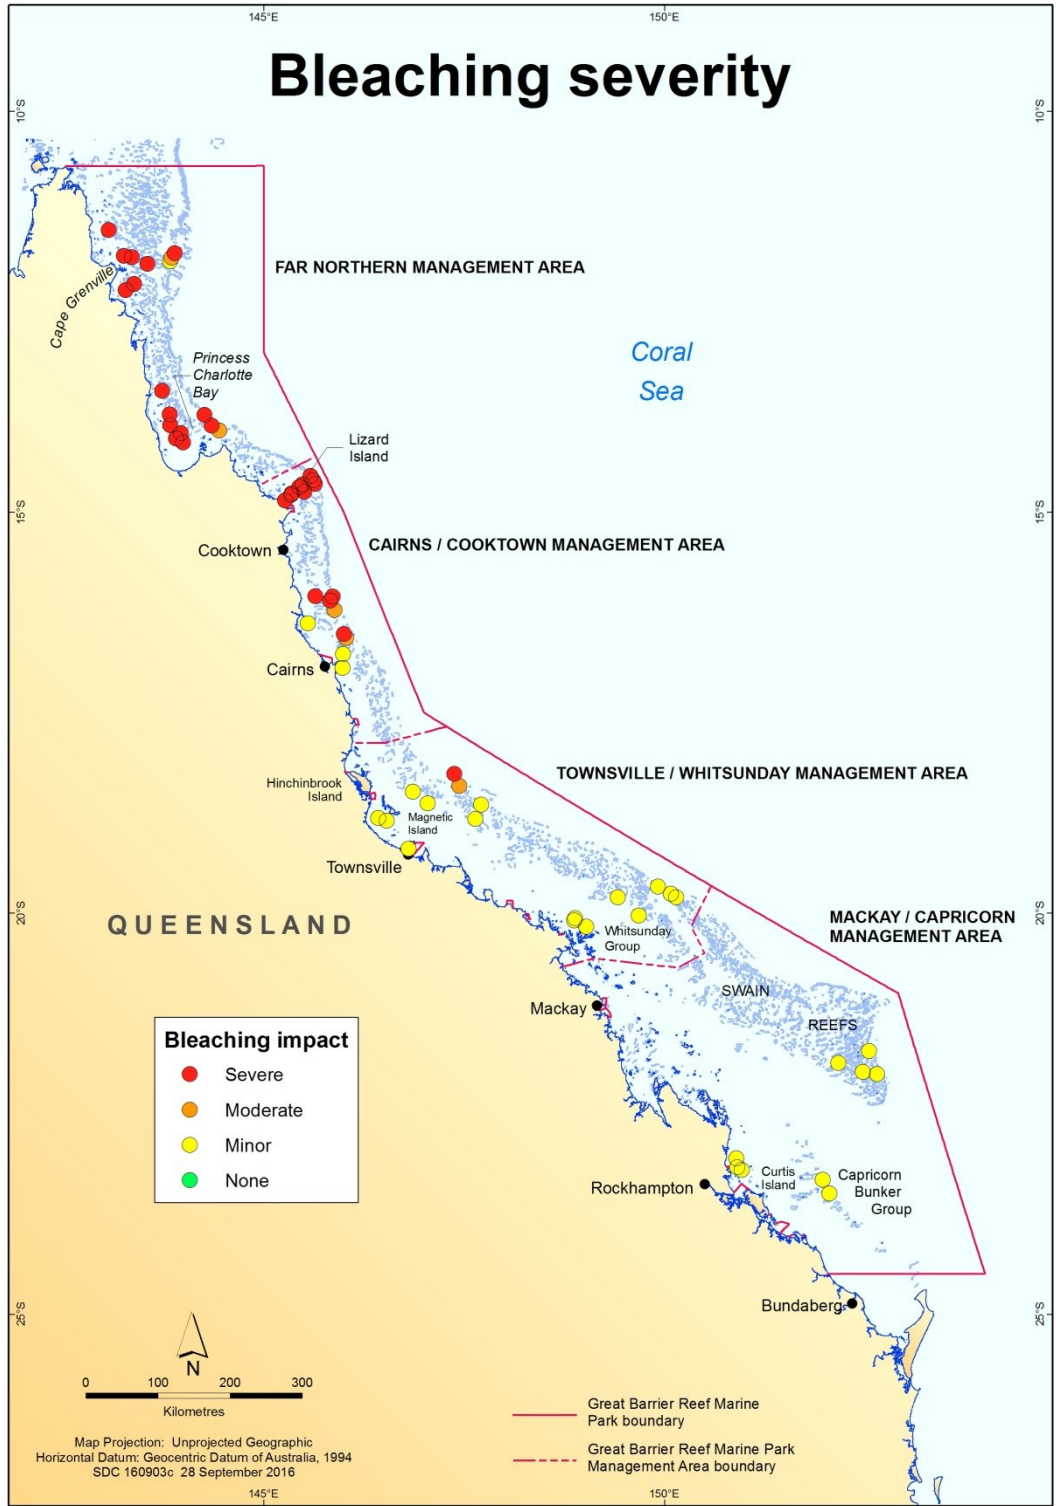 145°E
150°E
Bleaching severity
10°S
10°S
FAR NORTHERN MANAGEMENT AREA
Cape Grenville
Coral
Sea
Princess
Charlotte
Bay
Lizard
Island
15°S
15°S
CAIRNS / COOKTOWN MANAGEMENT AREA
Cooktown
Cairns
TOWNSVILLE / WHITSUNDAY MANAGEMENT AREA
Hinchinbrook
Island
Magnetic
Island
Townsville
20°S
20°S
QUEENSLAND
MACKAY / CAPRICORN
MANAGEMENT AREA
Whitsunday
Group
SWAIN
REEFS
Mackay
Bleaching impact
Severe
Moderate
Minor
None
Rockhampton
Curtis
Island
Capricorn
Bunker
Group
Bundaberg
25°S
25°S
N
0 100 200 300
Kilometres
Great Barrier Reef Marine
Park boundary
Great Barrier Reef Marine Park
Management Area boundary
Map Projection: Unprojected Geographic
Horizontal Datum: Geocentric Datum of Australia, 1994
SDC 160903c 28 September 2016
145°E
150°E